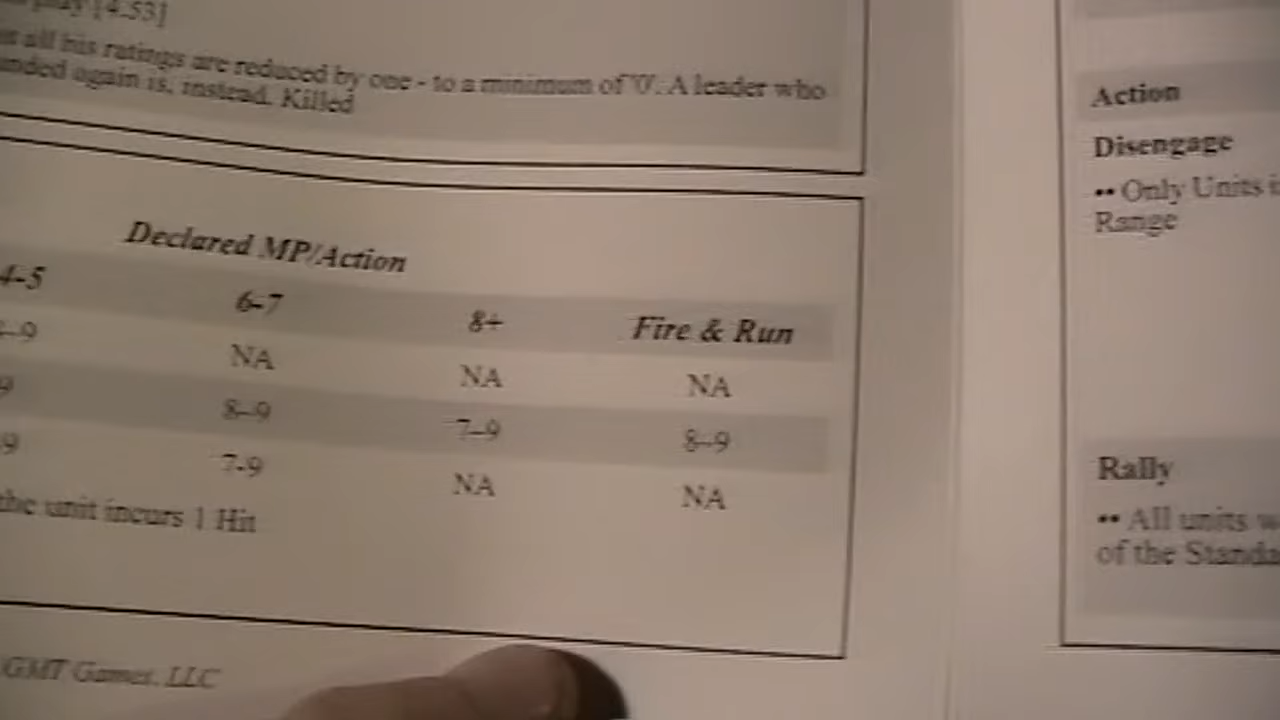 play [4.53]
all his ratings are reduced by one - to a minimum of '0'. A leader who
again is, instead, Killed
Declared MP/Action
4-5 6-7 8+ Fire & Run
-9 NA NA NA
9 8-9 7-9 8-9
9 7-9 NA NA
the unit incurs 1 Hit
GMT Games, LLC
Action
Disengage
•• Only Units
Range
Rally
•• All units w
of the Standa